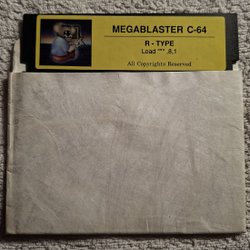 MEGABLASTER C-64
R - TYPE
Load "*" ,8,1
All Copyrights Reserved